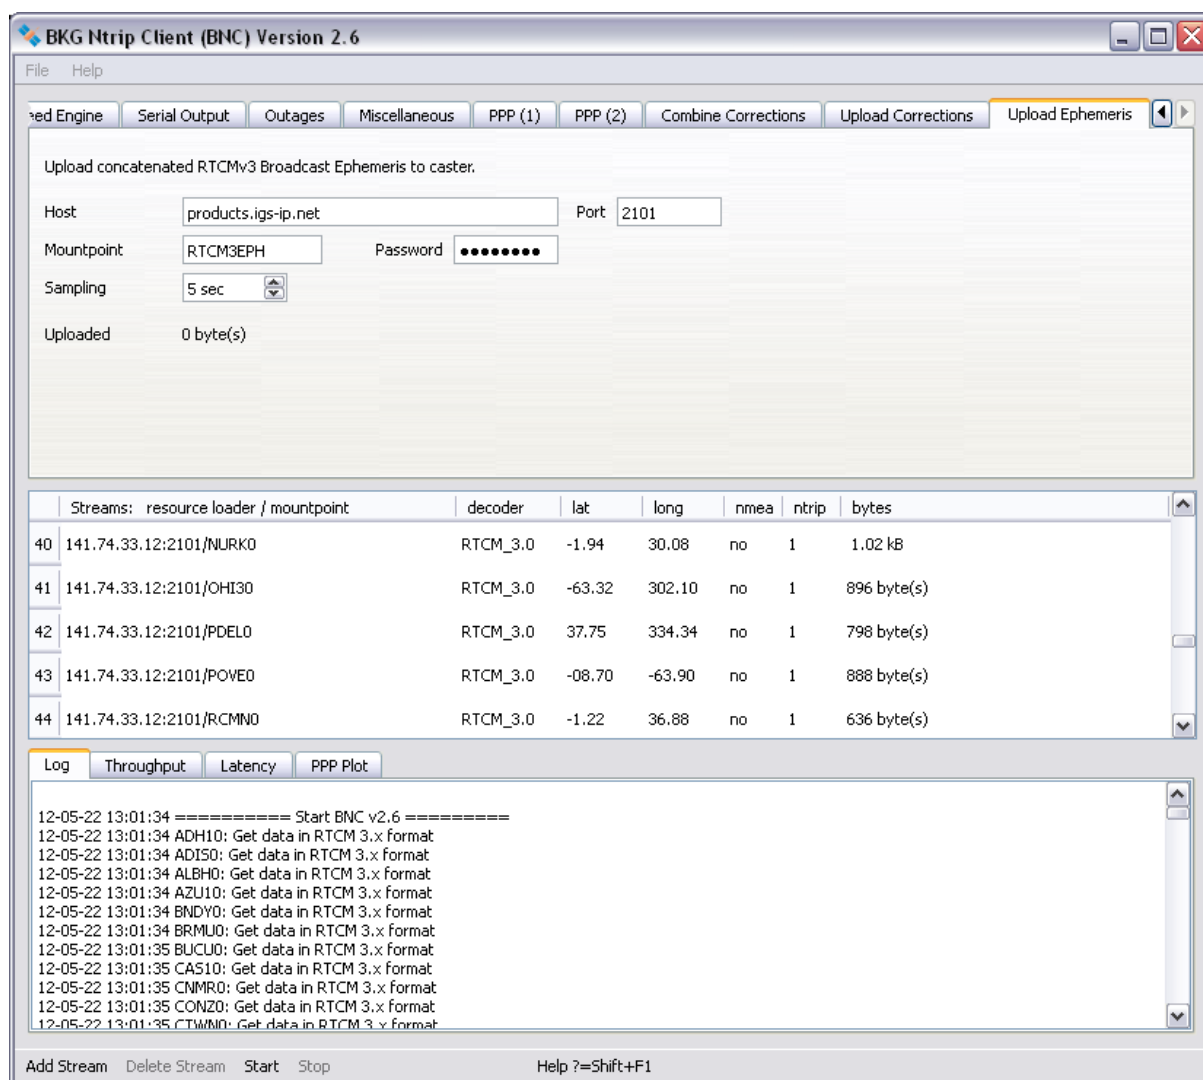 BKG Ntrip Client (BNC) Version 2.6
File Help
ed Engine Serial Output Outages Miscellaneous PPP (1) PPP (2) Combine Corrections Upload Corrections Upload Ephemeris
Upload concatenated RTCMv3 Broadcast Ephemeris to caster.
Host products.igs-ip.net Port 2101
Mountpoint RTCM3EPH Password ●●●●●●●●
Sampling 5 sec
Uploaded 0 byte(s)
Streams: resource loader / mountpoint decoder lat long nmea ntrip bytes
40 141.74.33.12:2101/NURK0 RTCM_3.0 -1.94 30.08 no 1 1.02 kB
41 141.74.33.12:2101/OHI30 RTCM_3.0 -63.32 302.10 no 1 896 byte(s)
42 141.74.33.12:2101/PDEL0 RTCM_3.0 37.75 334.34 no 1 798 byte(s)
43 141.74.33.12:2101/POVE0 RTCM_3.0 -08.70 -63.90 no 1 888 byte(s)
44 141.74.33.12:2101/RCMN0 RTCM_3.0 -1.22 36.88 no 1 636 byte(s)
Log Throughput Latency PPP Plot
12-05-22 13:01:34 ========== Start BNC v2.6 =========
12-05-22 13:01:34 ADH10: Get data in RTCM 3.x format
12-05-22 13:01:34 ADIS0: Get data in RTCM 3.x format
12-05-22 13:01:34 ALBH0: Get data in RTCM 3.x format
12-05-22 13:01:34 AZU10: Get data in RTCM 3.x format
12-05-22 13:01:34 BNDY0: Get data in RTCM 3.x format
12-05-22 13:01:34 BRMU0: Get data in RTCM 3.x format
12-05-22 13:01:35 BUCU0: Get data in RTCM 3.x format
12-05-22 13:01:35 CAS10: Get data in RTCM 3.x format
12-05-22 13:01:35 CNMR0: Get data in RTCM 3.x format
12-05-22 13:01:35 CONZ0: Get data in RTCM 3.x format
12-05-22 13:01:35 CTWN0: Get data in RTCM 3.x format
Add Stream Delete Stream Start Stop Help ?=Shift+F1